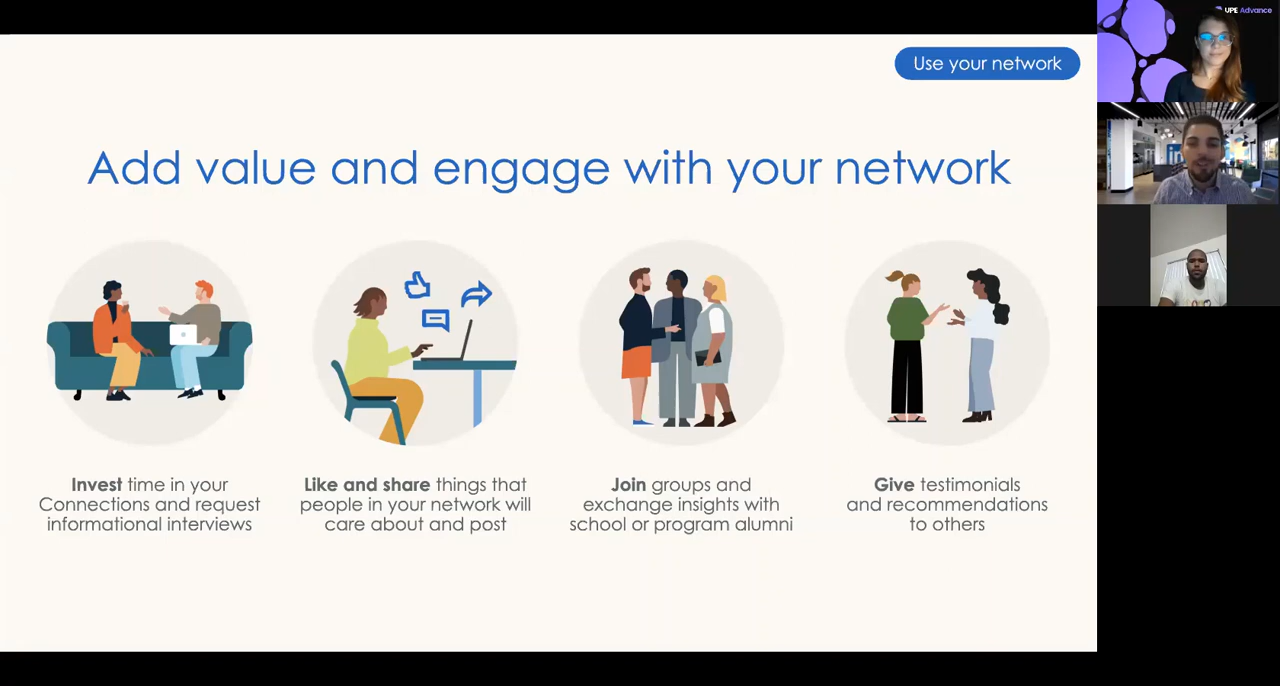 UPE Advance
Use your network
Add value and engage with your network
Invest time in your
Connections and request
informational interviews
Like and share things that
people in your network will
care about and post
Join groups and
exchange insights with
school or program alumni
Give testimonials
and recommendations
to others